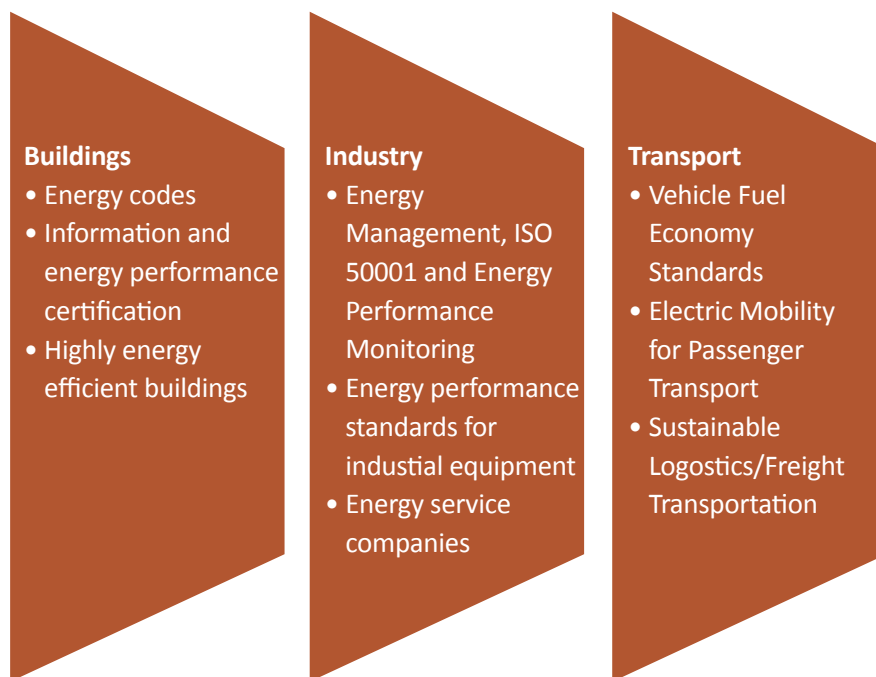 Buildings
• Energy codes
• Information and
energy performance
certification
• Highly energy
efficient buildings
Industry
• Energy
Management, ISO
50001 and Energy
Performance
Monitoring
• Energy performance
standards for
industial equipment
• Energy service
companies
Transport
• Vehicle Fuel
Economy
Standards
• Electric Mobility
for Passenger
Transport
• Sustainable
Logostics/Freight
Transportation